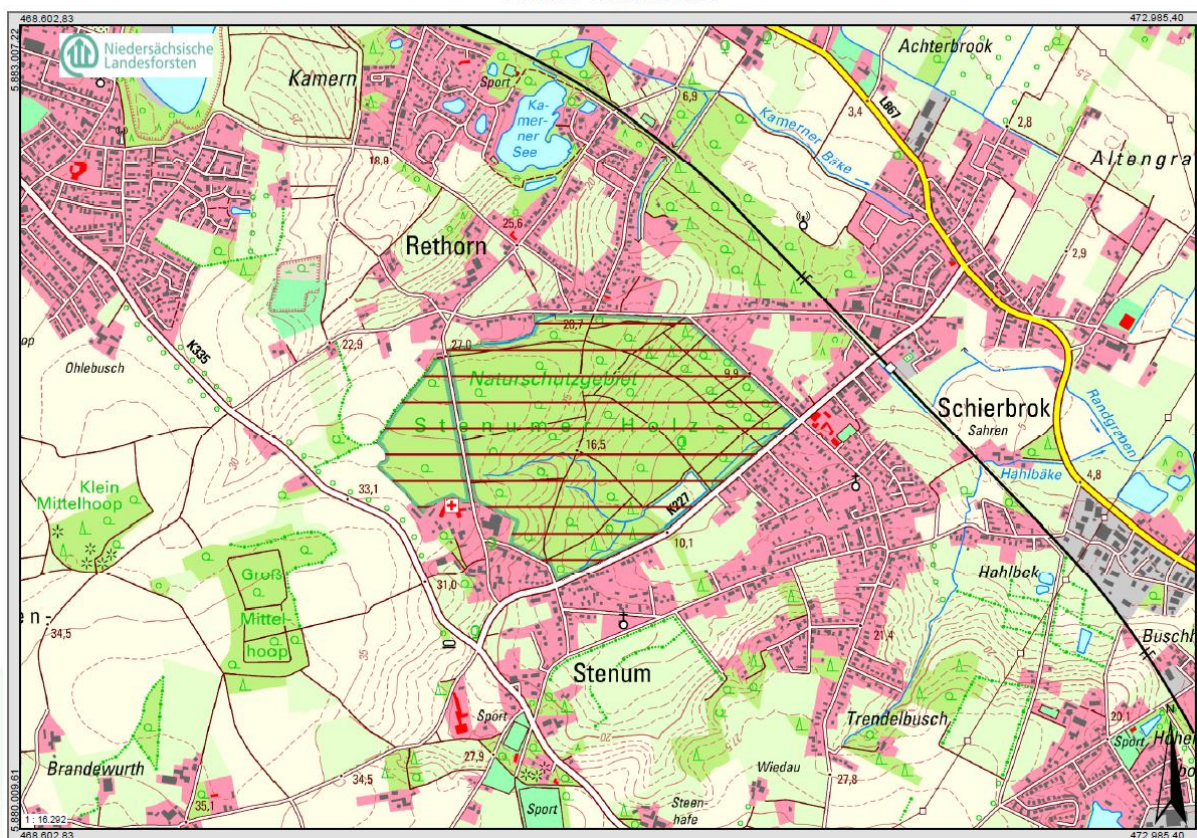 468.602,83
472.985,40
5.883.007,22
Niedersächsische
Landesforsten
Kamern
Sport
Ka-
mer-
ner
See
6,9
Kamerner Bäke
3,4
L867
Achterbrook
2,8
Altengra
18,9
25,6
Rethorn
2,9
K335
Ohlebusch
22,9
27,0
26,7
9,9
Naturschutzgebiet
Stenumer Holz
16,5
Schierbrok
Sahren
Randgraben
Hahlbäke
4,8
Klein
Mittelhoop
33,1
K227
10,1
Groß
Mittel-
hoop
31,0
Hahlbek
en-
34,5
35
21,4
Buschh
Stenum
Trendelbusch
20,1
N
Sport
Hohe
Sport
Brandewurth
34,5
27,9
Wiedau
27,8
35,1
Sport
Steen-
hafe
5.880.009,61
1 : 16.292
468.602,83
472.985,40